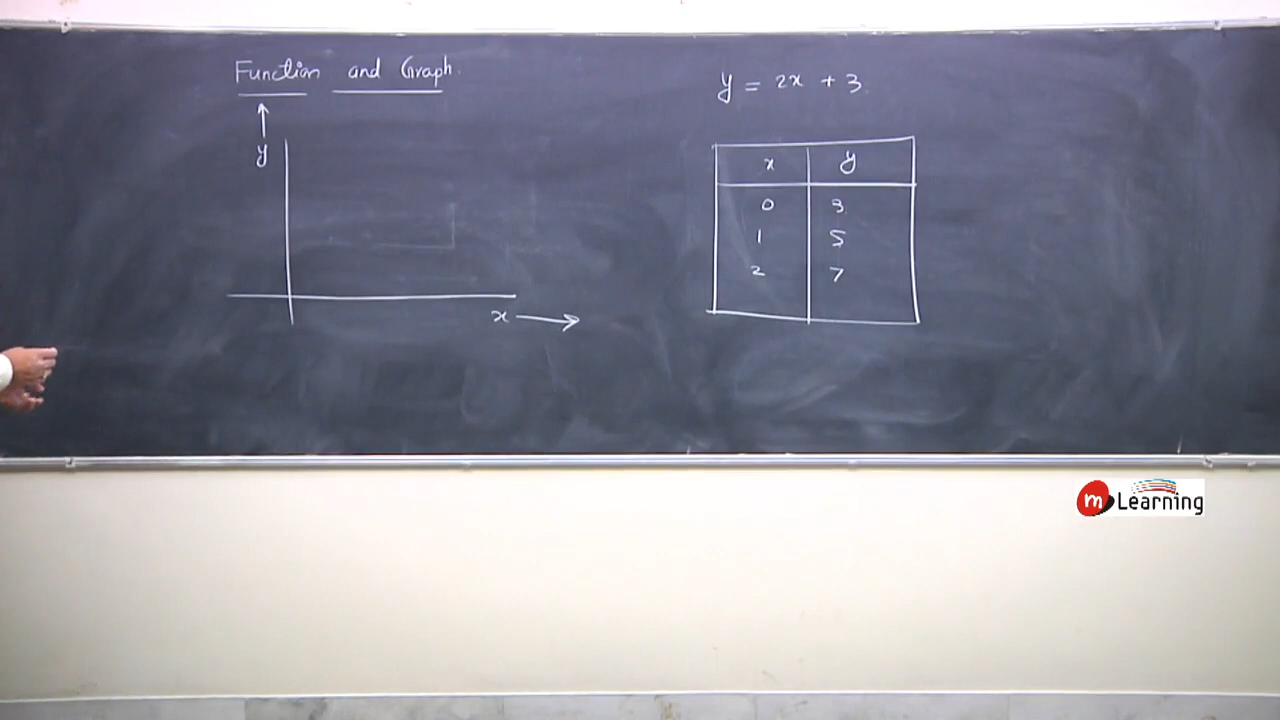 Function and Graph.
y
x
y = 2x + 3
x y
0 3
1 5
2 7
m Learning